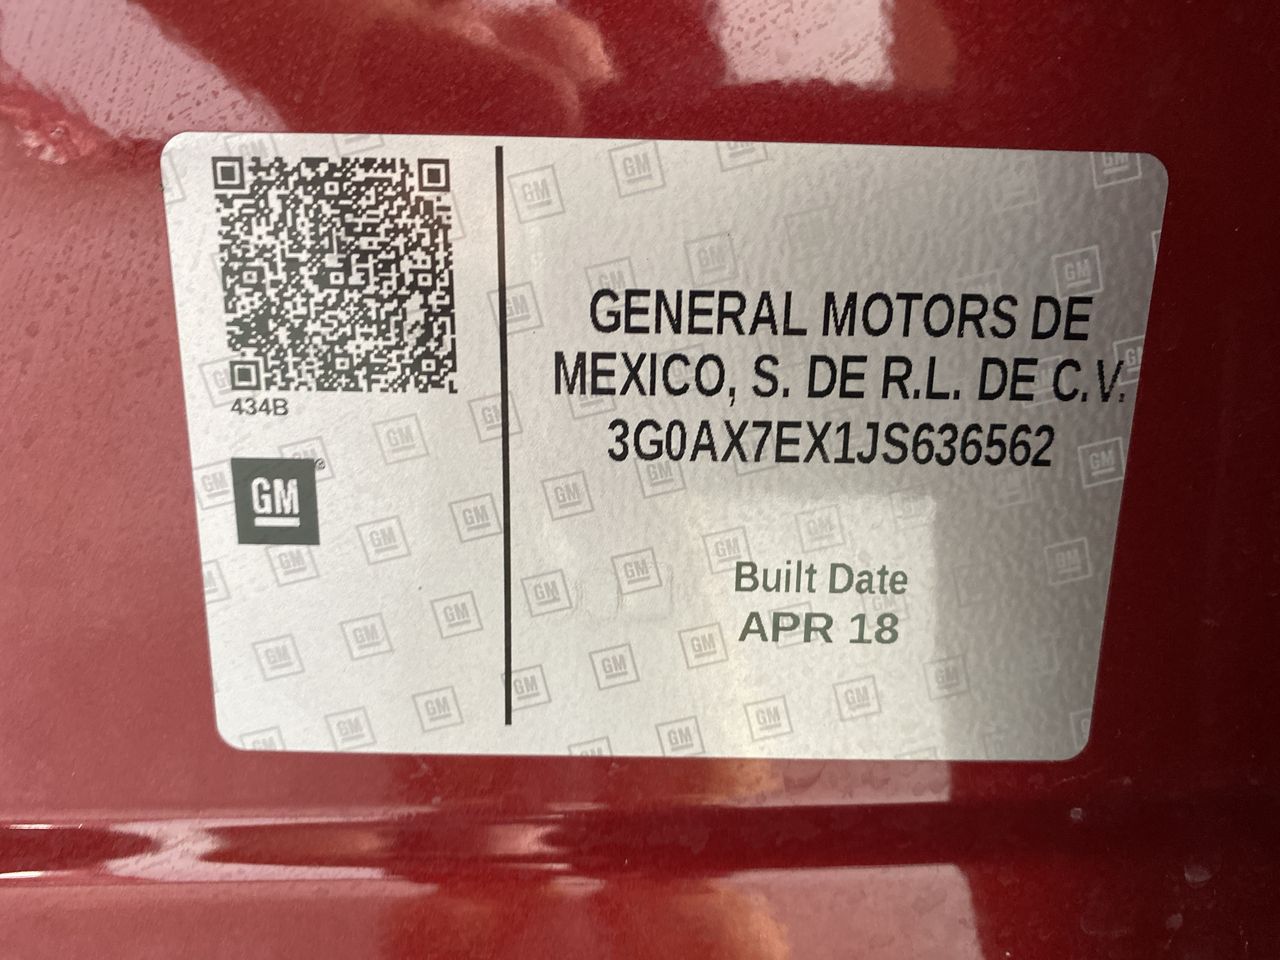 434B
GM
GENERAL MOTORS DE
MEXICO, S. DE R.L. DE C.V.
3G0AX7EX1JS636562
Built Date
APR 18